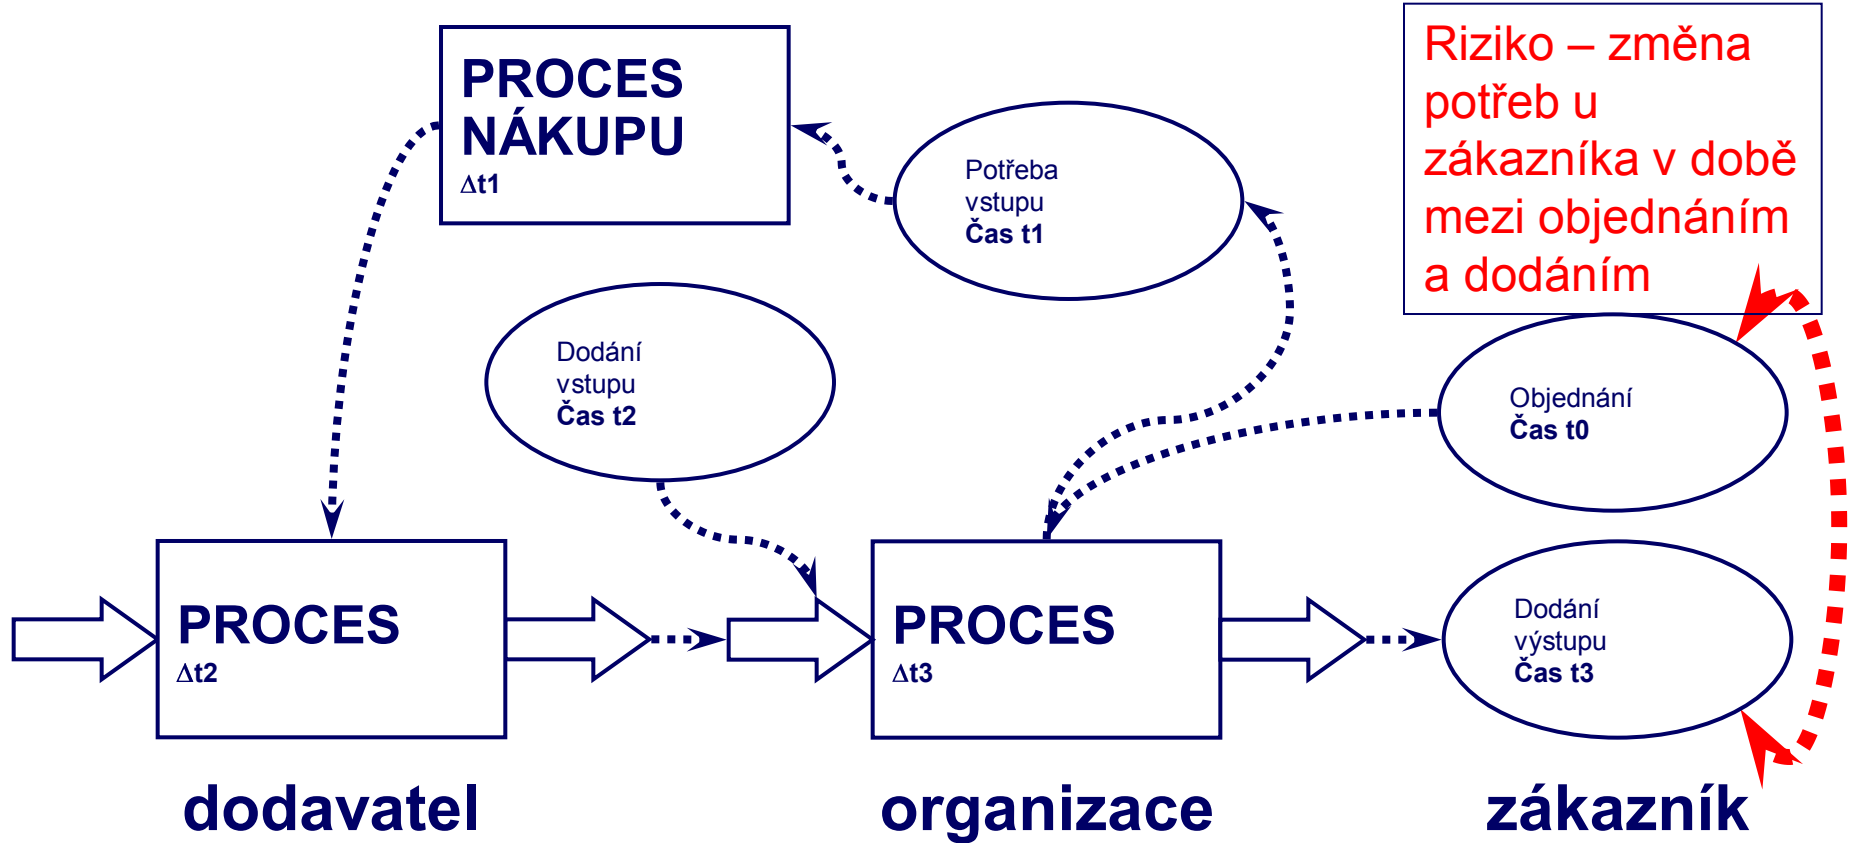 PROCES
NÁKUPU
Δt1
Riziko – změna
potřeb u
zákazníka v době
mezi objednáním
a dodáním
Potřeba
vstupu
Čas t1
Dodání
vstupu
Čas t2
Objednání
Čas t0
PROCES
Δt2
PROCES
Δt3
Dodání
výstupu
Čas t3
dodavatel
organizace
zákazník